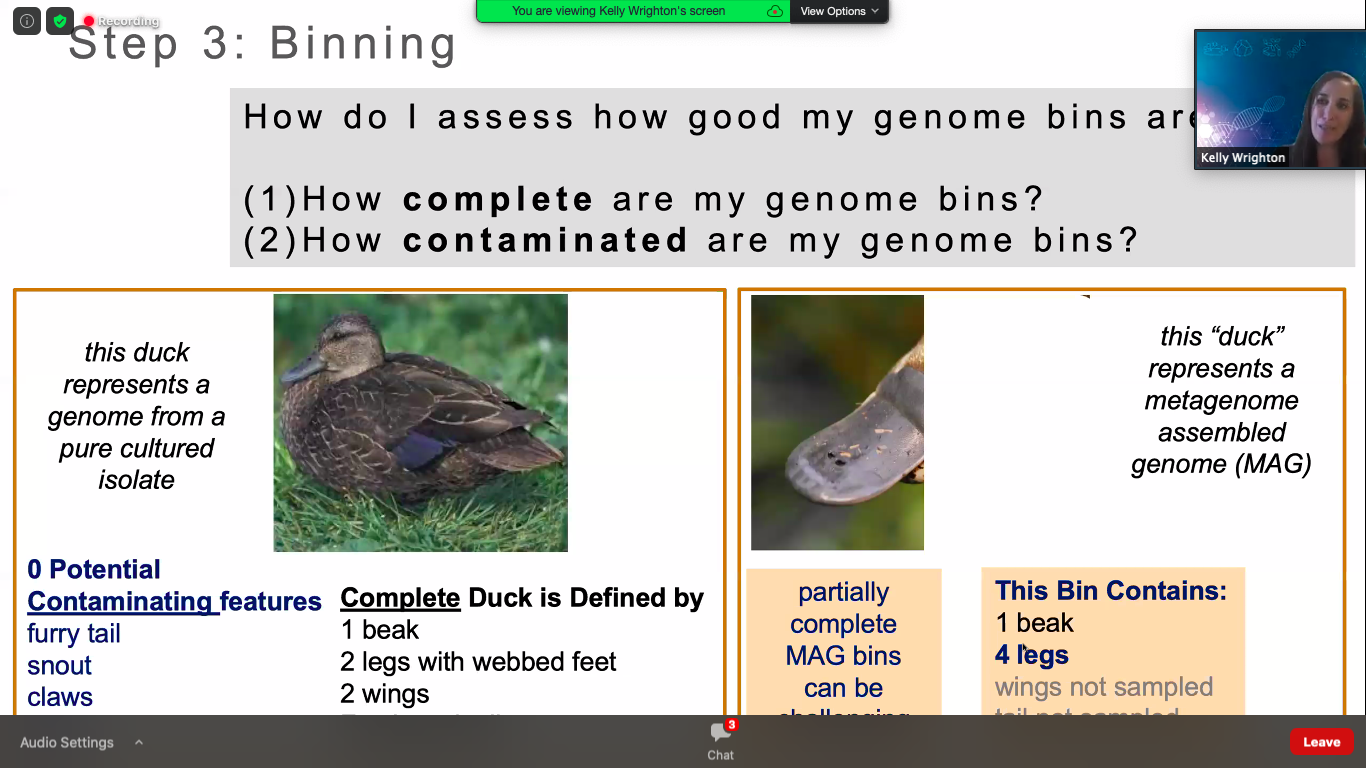 Recording
You are viewing Kelly Wrighton's screen
View Options
Step 3: Binning
How do I assess how good my genome bins are
(1)How complete are my genome bins?
(2)How contaminated are my genome bins?
Kelly Wrighton
this duck
represents a
genome from a
pure cultured
isolate
0 Potential
Contaminating features
furry tail
snout
claws
Complete Duck is Defined by
1 beak
2 legs with webbed feet
2 wings
this “duck”
represents a
metagenome
assembled
genome (MAG)
partially
complete
MAG bins
can be
challenging
This Bin Contains:
1 beak
4 legs
wings not sampled
tail not sampled
Audio Settings
3
Chat
Leave